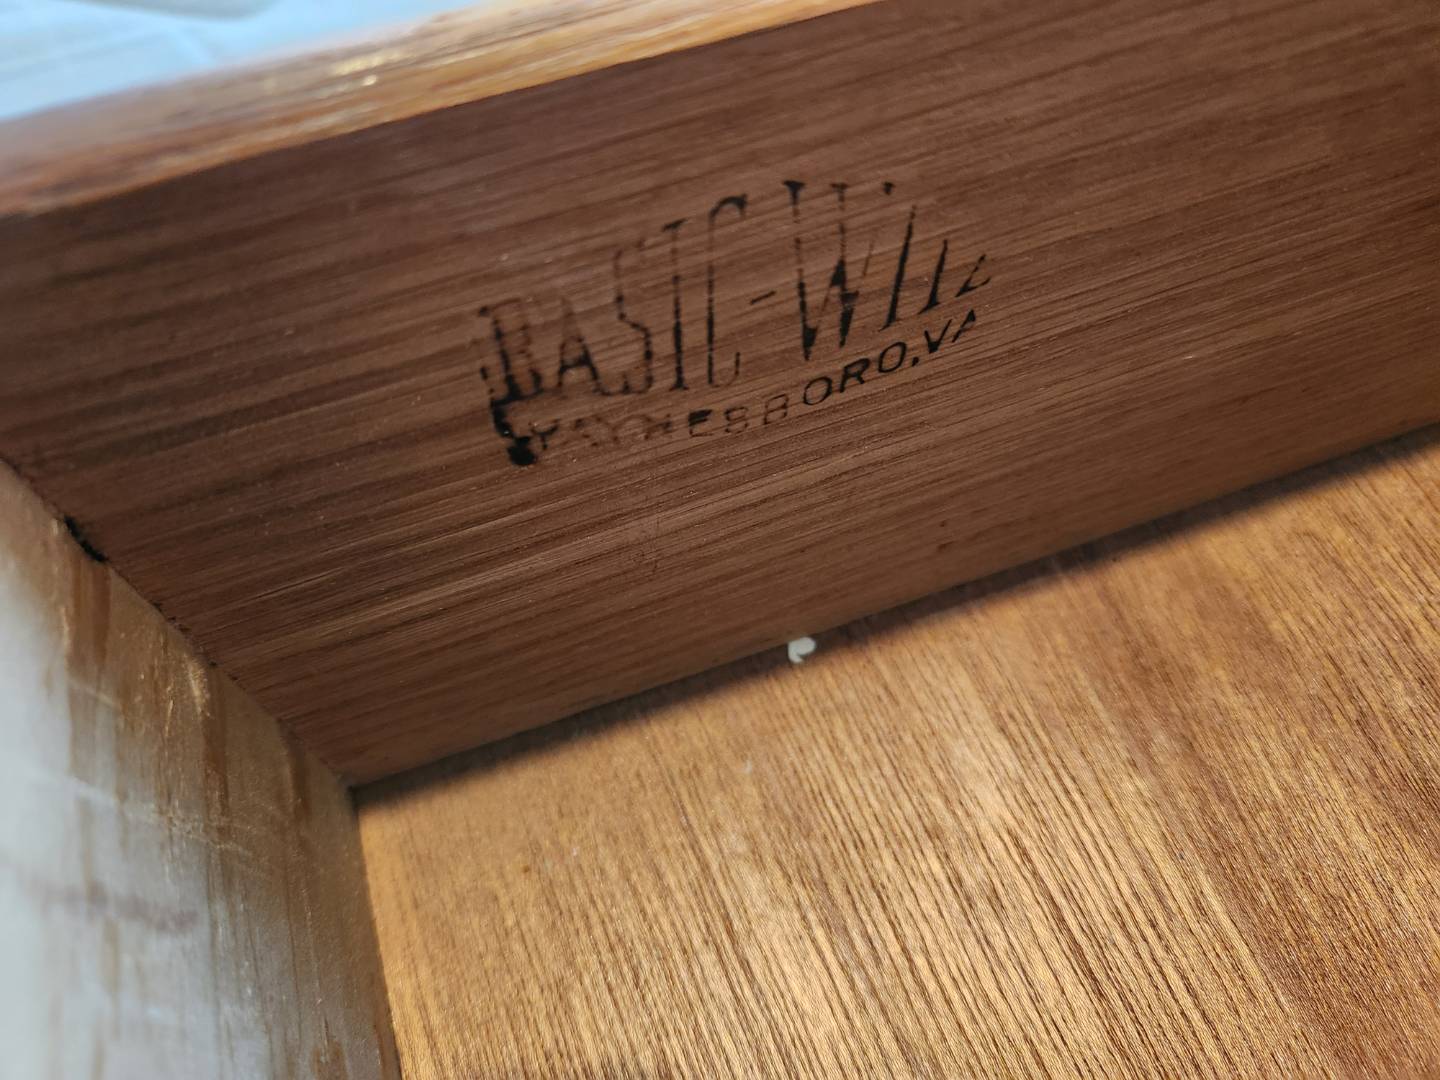 BASIC-WITZ
WAYNESBORO, VA